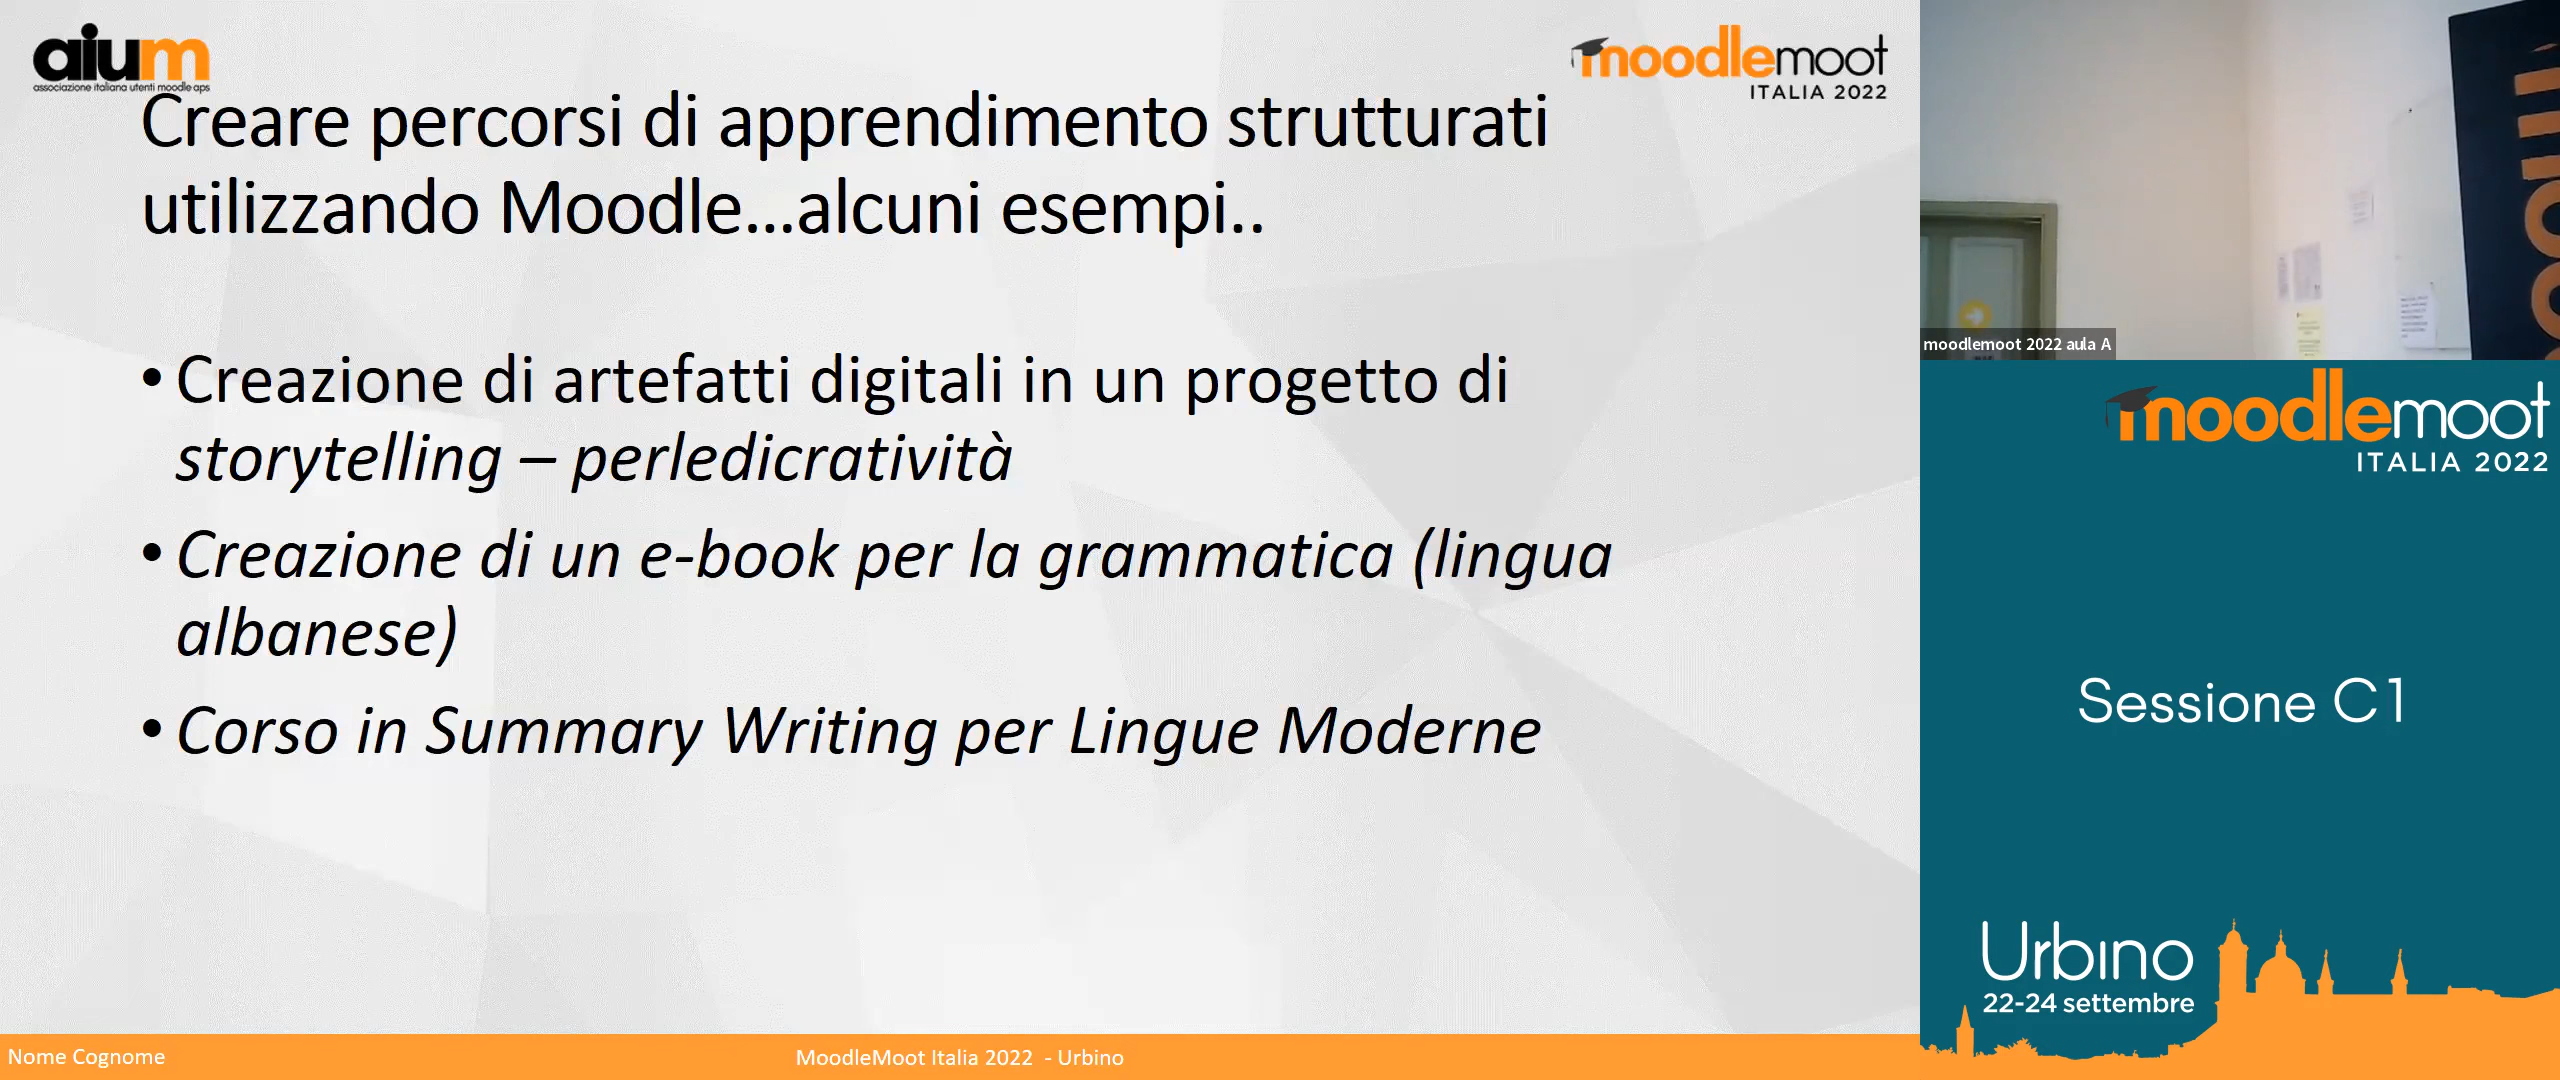 aium
associazione italiana utenti moodle aps
moodlemoot
ITALIA 2022
Creare percorsi di apprendimento strutturati
utilizzando Moodle...alcuni esempi..
• Creazione di artefatti digitali in un progetto di
storytelling – perledicratività
• Creazione di un e-book per la grammatica (lingua
albanese)
• Corso in Summary Writing per Lingue Moderne
Nome Cognome
MoodleMoot Italia 2022 - Urbino
moodlemoot 2022 aula A
moodlemoot
ITALIA 2022
Sessione C1
Urbino
22-24 settembre